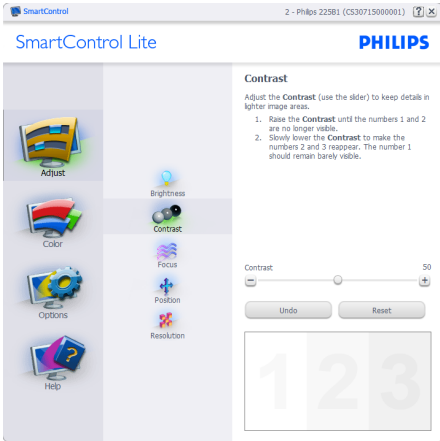 SmartControl
2 - Philips 225B1 (CS30715000001)
? ×
SmartControl Lite
PHILIPS
Adjust
Color
Options
Help
Brightness
Contrast
Focus
Position
Resolution
Contrast
Adjust the Contrast (use the slider) to keep details in
lighter image areas.
1. Raise the Contrast until the numbers 1 and 2
are no longer visible.
2. Slowly lower the Contrast to make the
numbers 2 and 3 reappear. The number 1
should remain barely visible.
Contrast 50
Undo Reset
1 2 3